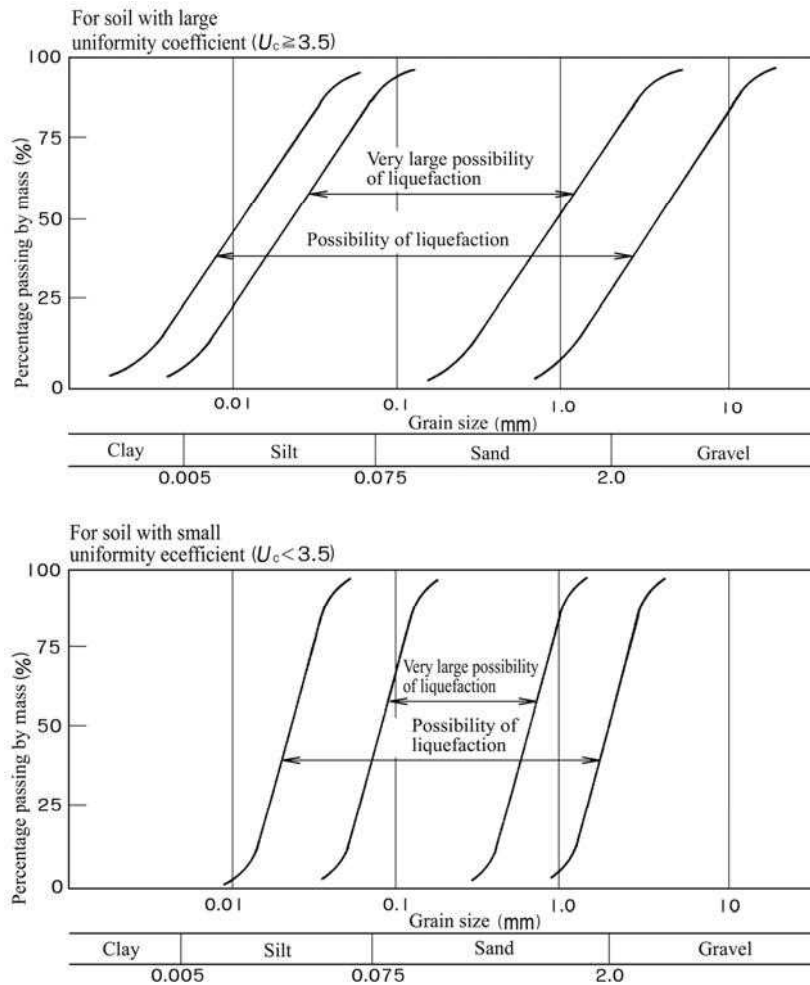 For soil with large
uniformity coefficient (Uc≧3.5)
Percentage passing by mass (%)
100
75
50
25
0
Very large possibility
of liquefaction
Possibility of liquefaction
0.01
0.1
1.0
10
Grain size (mm)
Clay
Silt
Sand
Gravel
0.005
0.075
2.0
For soil with small
uniformity ecefficient (Uc<3.5)
Percentage passing by mass (%)
100
75
50
25
0
Very large possibility
of liquefaction
Possibility of
liquefaction
0.01
0.1
1.0
10
Grain size (mm)
Clay
Silt
Sand
Gravel
0.005
0.075
2.0